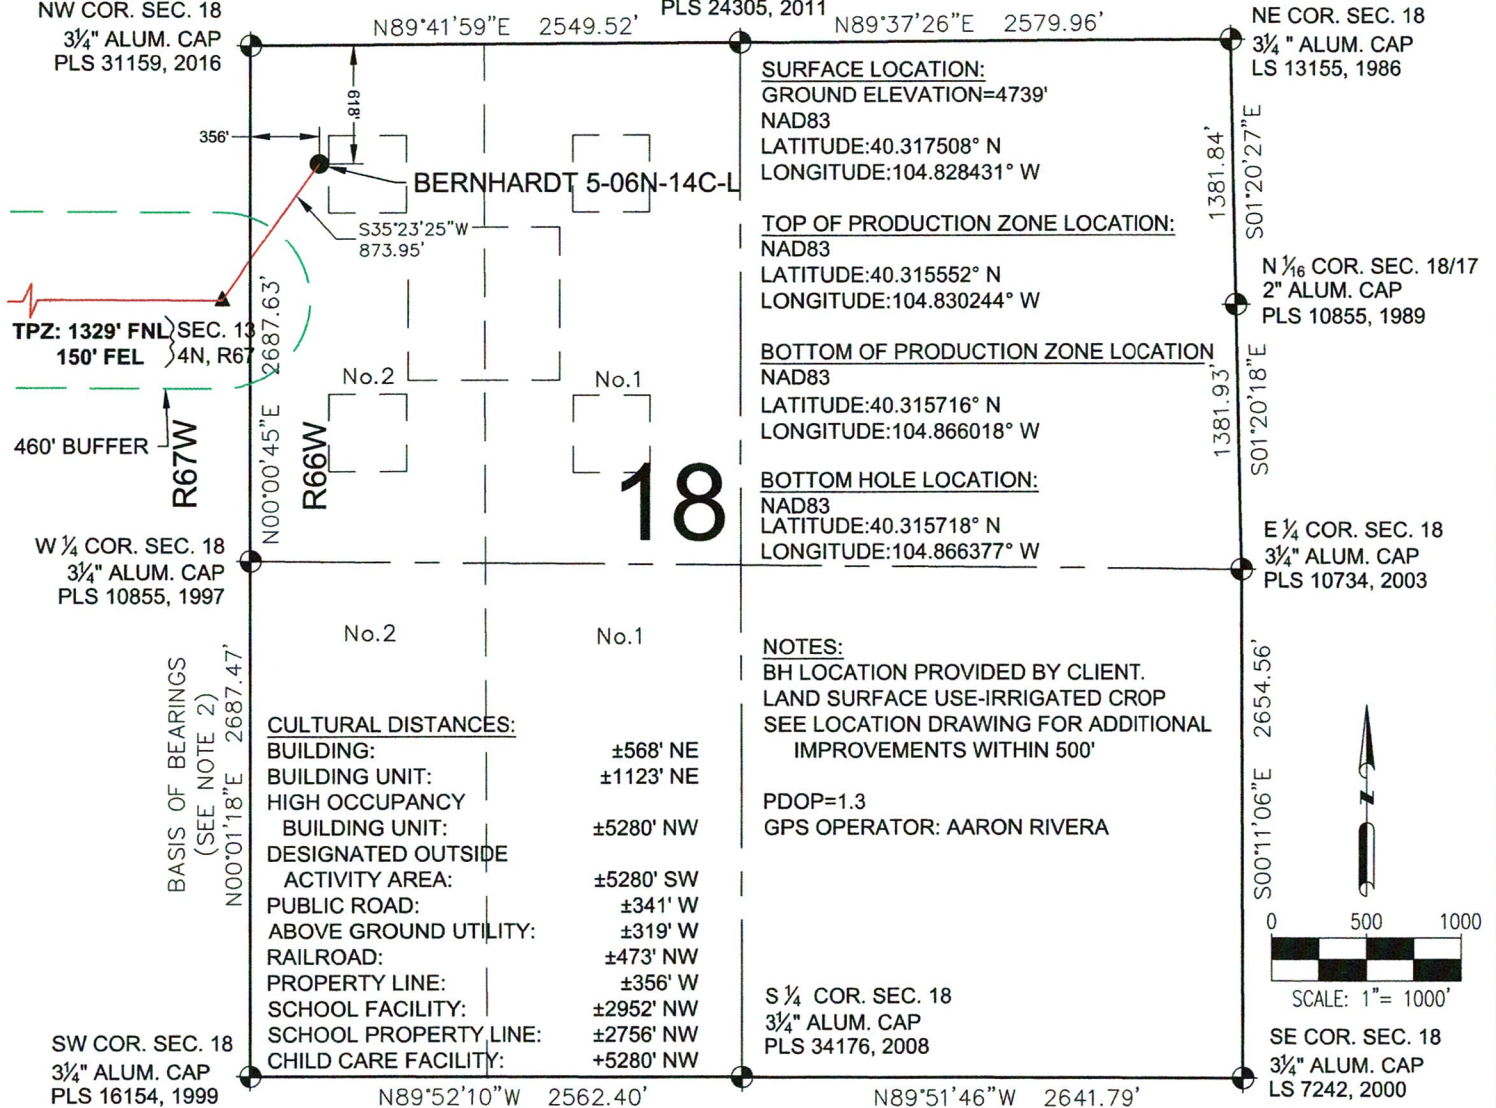 NW COR. SEC. 18
3¼" ALUM. CAP
PLS 31159, 2016
N89°41'59"E 2549.52'
PLS 24305, 2011
N89°37'26"E 2579.96'
NE COR. SEC. 18
3¼" ALUM. CAP
LS 13155, 1986
618'
356'
BERNHARDT 5-06N-14C-L
S35°23'25"W
873.95'
SURFACE LOCATION:
GROUND ELEVATION=4739'
NAD83
LATITUDE:40.317508° N
LONGITUDE:104.828431° W
TOP OF PRODUCTION ZONE LOCATION:
NAD83
LATITUDE:40.315552° N
LONGITUDE:104.830244° W
BOTTOM OF PRODUCTION ZONE LOCATION
NAD83
LATITUDE:40.315716° N
LONGITUDE:104.866018° W
BOTTOM HOLE LOCATION:
NAD83
LATITUDE:40.315718° N
LONGITUDE:104.866377° W
1381.84'
S01°20'27"E
N 1⁄16 COR. SEC. 18/17
2" ALUM. CAP
PLS 10855, 1989
1381.93'
S01°20'18"E
TPZ: 1329' FNL
150' FEL
SEC. 13
4N, R67
N00°00'45"E 2687.63'
460' BUFFER
R67W
R66W
No.2
No.1
18
W ¼ COR. SEC. 18
3¼" ALUM. CAP
PLS 10855, 1997
E ¼ COR. SEC. 18
3¼" ALUM. CAP
PLS 10734, 2003
No.2
No.1
BASIS OF BEARINGS
(SEE NOTE 2)
N00°01'18"E 2687.47'
CULTURAL DISTANCES:
BUILDING: ±568' NE
BUILDING UNIT: ±1123' NE
HIGH OCCUPANCY
BUILDING UNIT: ±5280' NW
DESIGNATED OUTSIDE
ACTIVITY AREA: ±5280' SW
PUBLIC ROAD: ±341' W
ABOVE GROUND UTILITY: ±319' W
RAILROAD: ±473' NW
PROPERTY LINE: ±356' W
SCHOOL FACILITY: ±2952' NW
SCHOOL PROPERTY LINE: ±2756' NW
CHILD CARE FACILITY: +5280' NW
NOTES:
BH LOCATION PROVIDED BY CLIENT.
LAND SURFACE USE-IRRIGATED CROP
SEE LOCATION DRAWING FOR ADDITIONAL
IMPROVEMENTS WITHIN 500'
PDOP=1.3
GPS OPERATOR: AARON RIVERA
S00°11'06"E 2654.56'
N
0 500 1000
SCALE: 1"= 1000'
S ¼ COR. SEC. 18
3¼" ALUM. CAP
PLS 34176, 2008
SW COR. SEC. 18
3¼" ALUM. CAP
PLS 16154, 1999
N89°52'10"W 2562.40'
N89°51'46"W 2641.79'
SE COR. SEC. 18
3¼" ALUM. CAP
LS 7242, 2000